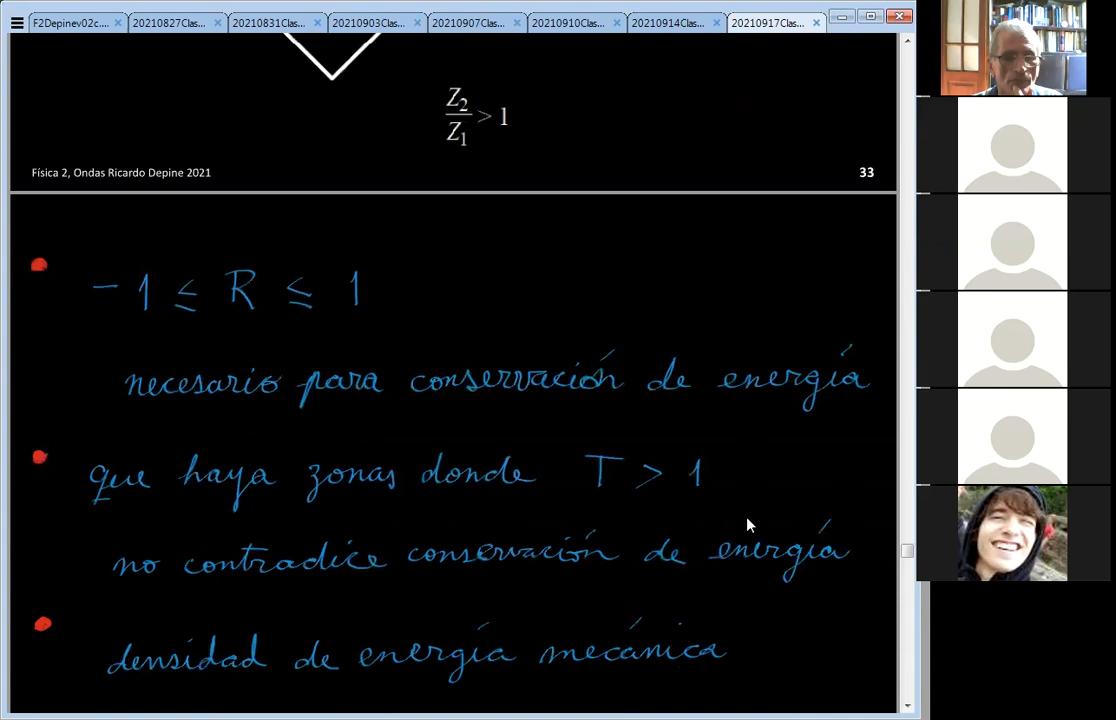 F2Depinev02c.... 20210827Clas... 20210831Clas... 20210903Clas... 20210907Clas... 20210910Clas... 20210914Clas... 20210917Clas...
Z2
— > 1
Z1
Física 2, Ondas Ricardo Depine 2021 33
- 1 ≤ R ≤ 1
necesario para conservación de energía
que haya zonas donde T > 1
no contradice conservación de energía
densidad de energía mecánica